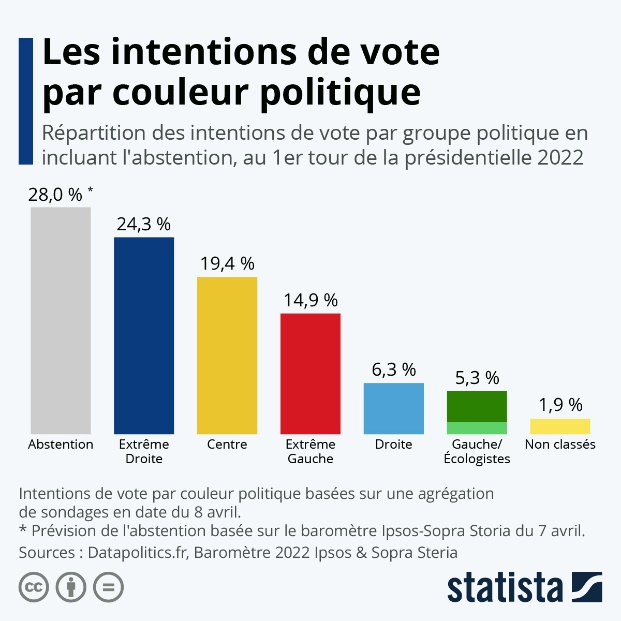 Les intentions de vote
par couleur politique
Répartition des intentions de vote par groupe politique en
incluant l'abstention, au 1er tour de la présidentielle 2022
28,0 % *
24,3 %
19,4 %
14,9 %
6,3 %
5,3 %
1,9 %
Abstention
Extrême
Droite
Centre
Extrême
Gauche
Droite
Gauche/
Écologistes
Non classés
Intentions de vote par couleur politique basées sur une agrégation
de sondages en date du 8 avril.
* Prévision de l'abstention basée sur le baromètre Ipsos-Sopra Storia du 7 avril.
Sources : Datapolitics.fr, Baromètre 2022 Ipsos & Sopra Steria
cc
statista